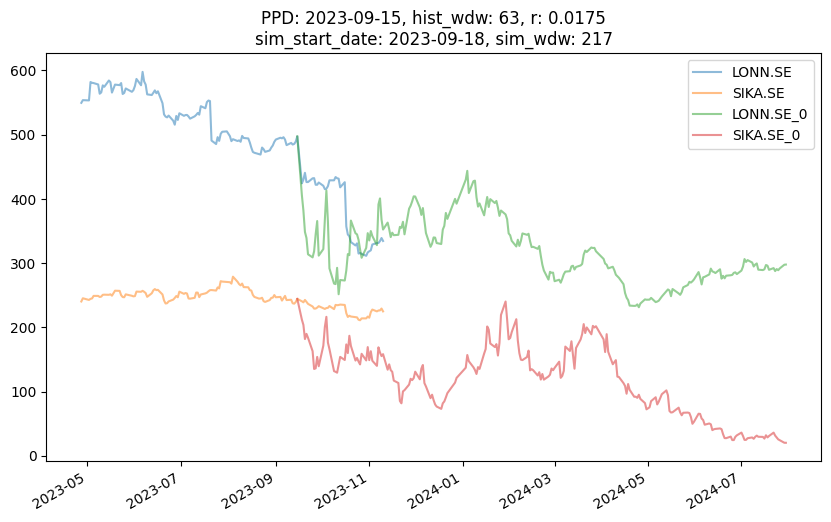 PPD: 2023-09-15, hist_wdw: 63, r: 0.0175
sim_start_date: 2023-09-18, sim_wdw: 217
LONN.SE
SIKA.SE
LONN.SE_0
SIKA.SE_0
600
500
400
300
200
100
0
2023-05
2023-07
2023-09
2023-11
2024-01
2024-03
2024-05
2024-07